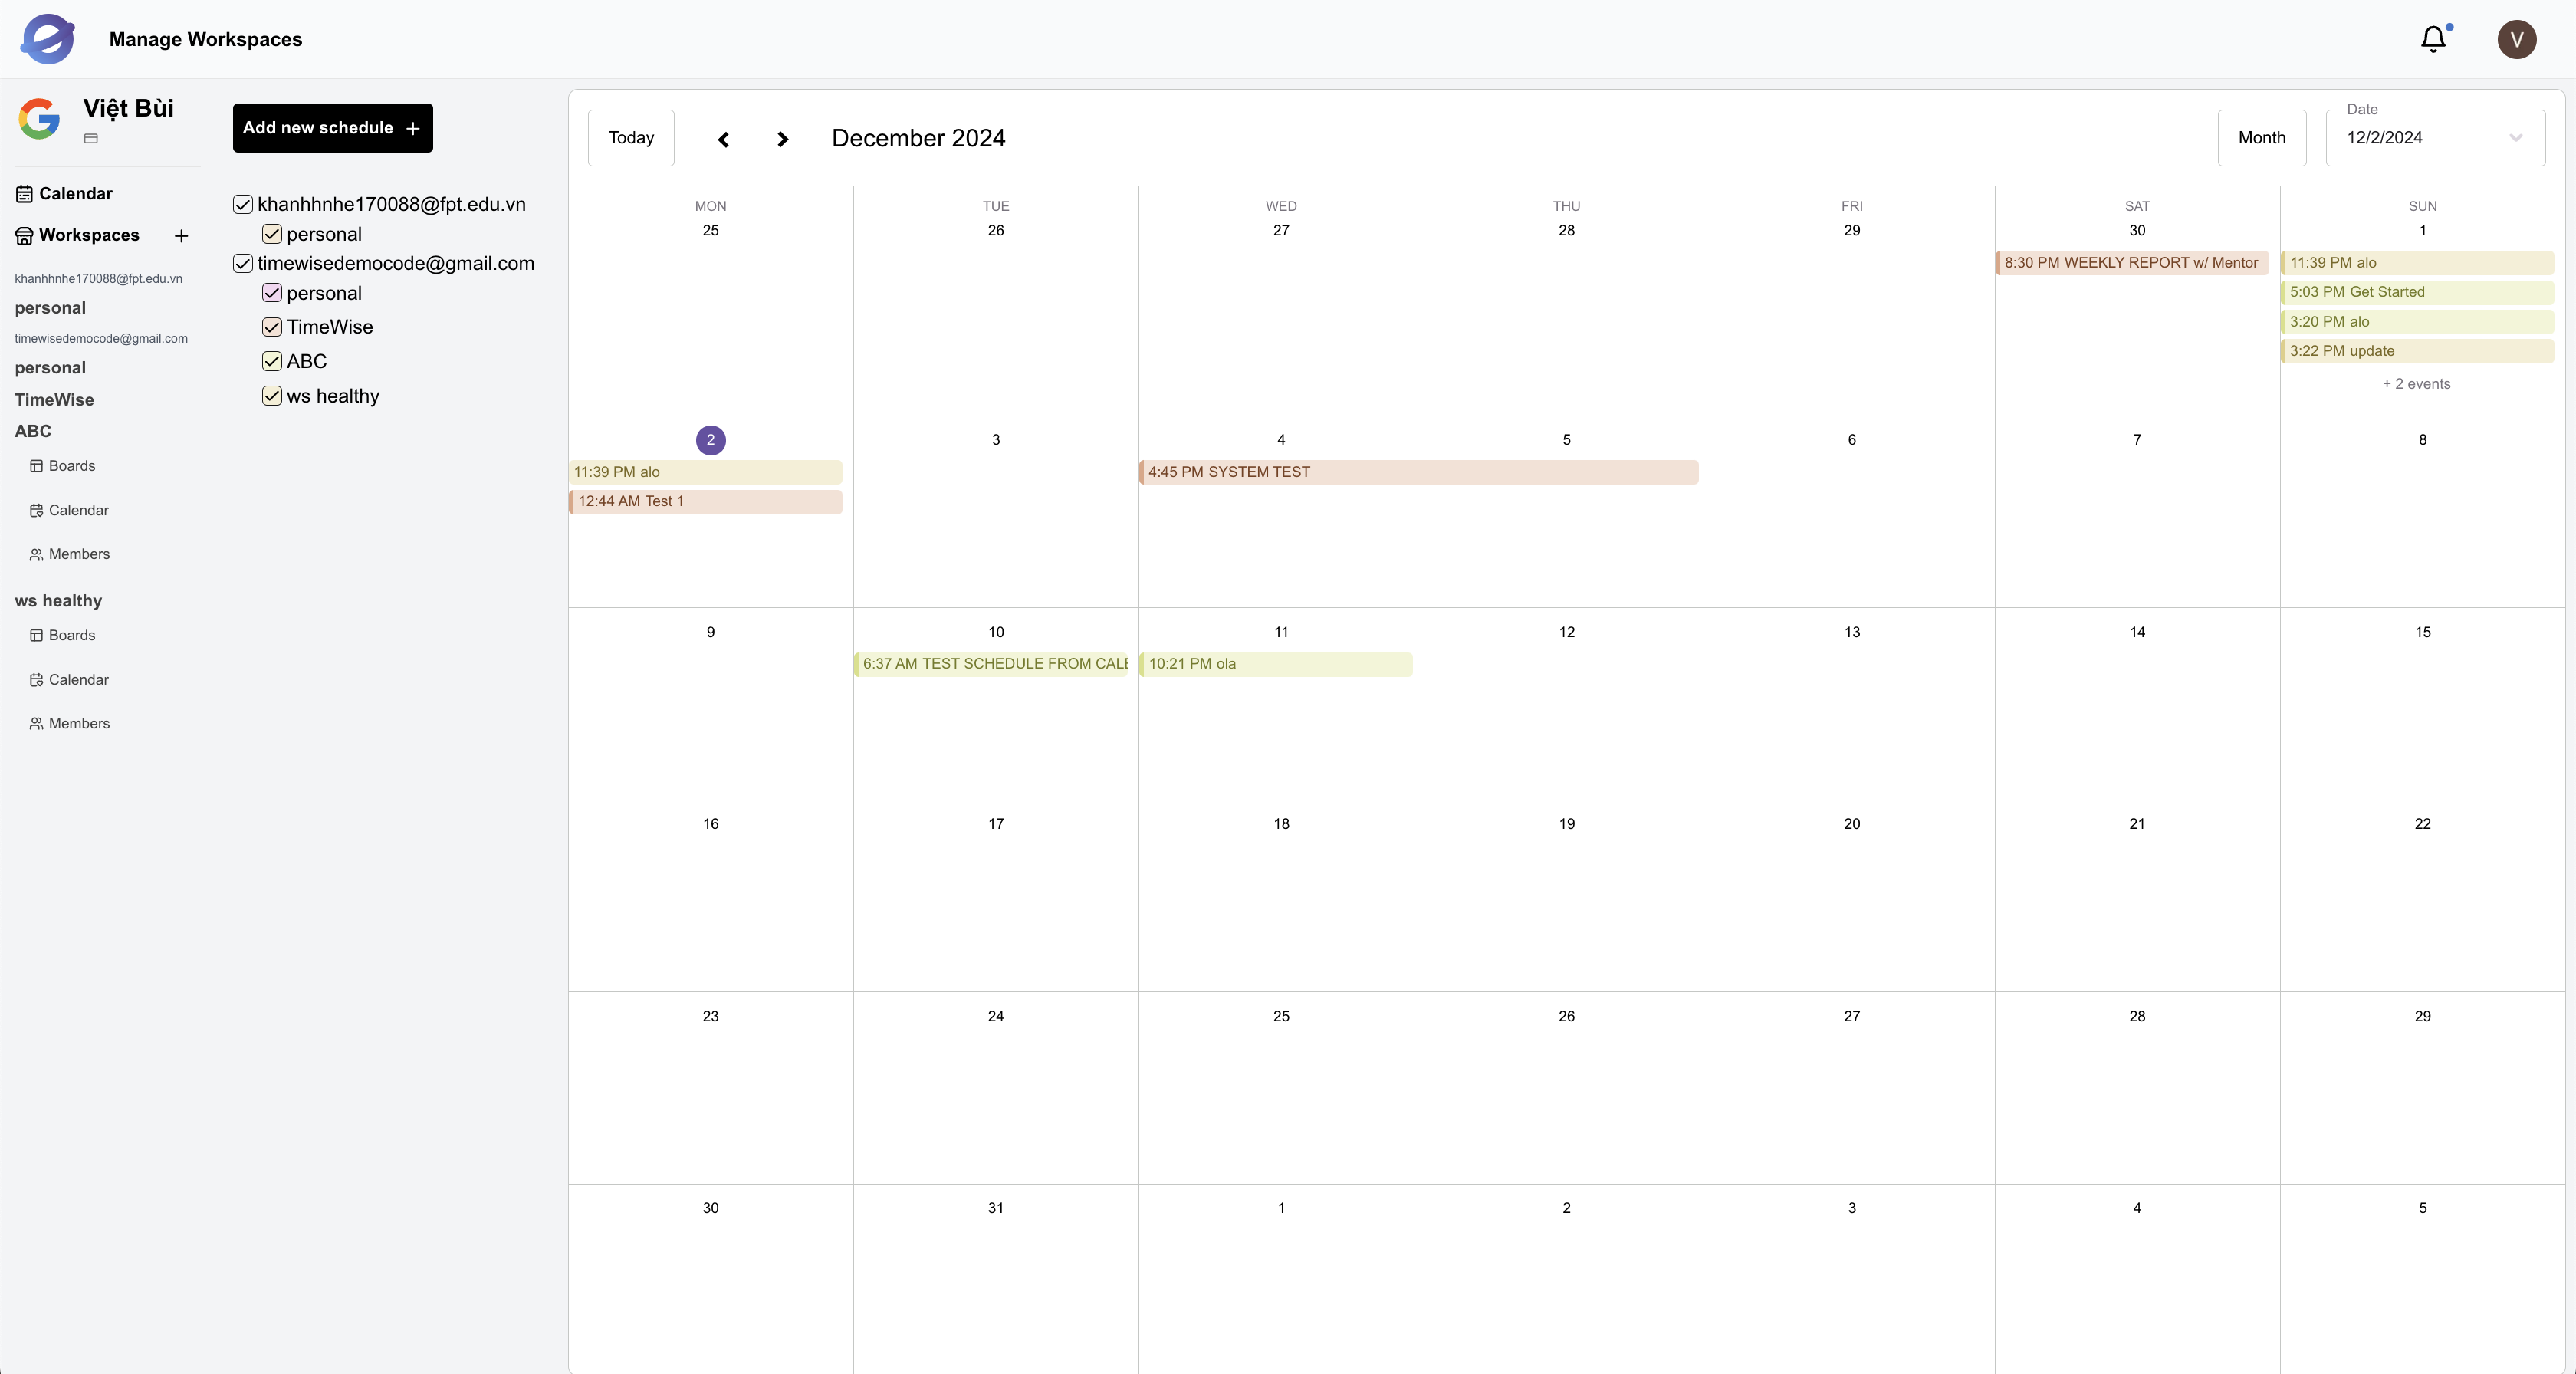 Manage Workspaces
V
Việt Bùi
Calendar
Workspaces
khanhhnhe170088@fpt.edu.vn
personal
timewisedemocode@gmail.com
personal
TimeWise
ABC
Boards
Calendar
Members
ws healthy
Boards
Calendar
Members
Add new schedule
khanhhnhe170088@fpt.edu.vn
personal
timewisedemocode@gmail.com
personal
TimeWise
ABC
ws healthy
Today
December 2024
Month
Date
12/2/2024
MON TUE WED THU FRI SAT SUN
25 26 27 28 29 30 1
8:30 PM WEEKLY REPORT w/ Mentor
11:39 PM alo
5:03 PM Get Started
3:20 PM alo
3:22 PM update
+ 2 events
2 3 4 5 6 7 8
11:39 PM alo
12:44 AM Test 1
4:45 PM SYSTEM TEST
9 10 11 12 13 14 15
6:37 AM TEST SCHEDULE FROM CALE
10:21 PM ola
16 17 18 19 20 21 22
23 24 25 26 27 28 29
30 31 1 2 3 4 5